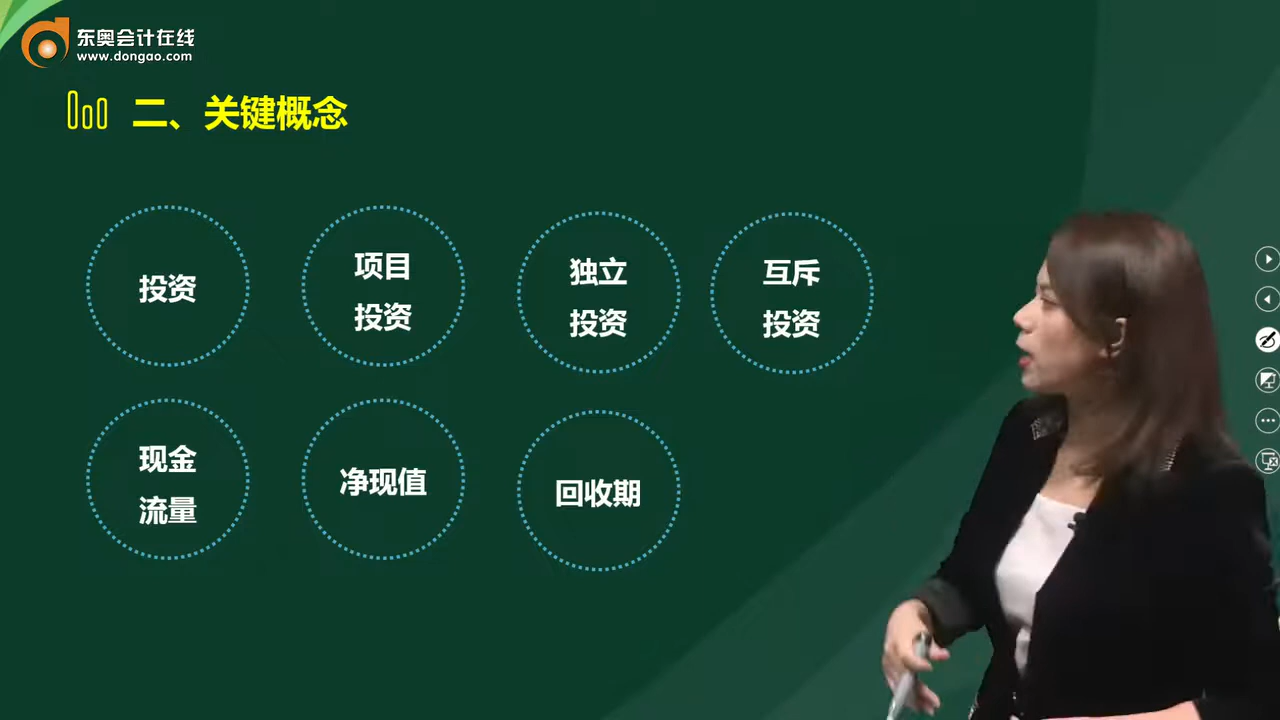 东奥会计在线
www.dongao.com
二、关键概念
投资
项目
投资
独立
投资
互斥
投资
现金
流量
净现值
回收期